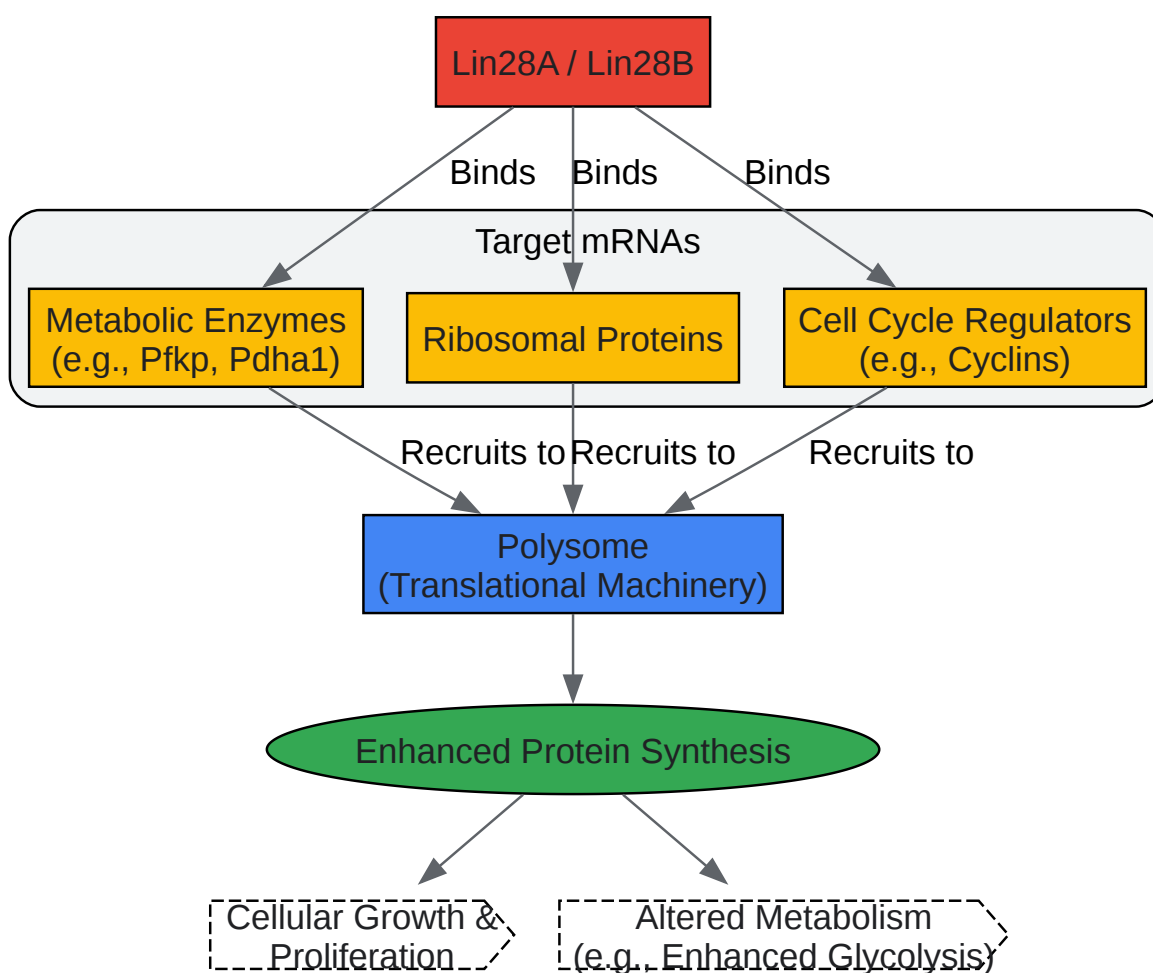 Lin28A / Lin28B
Binds
Binds
Binds
Target mRNAs
Metabolic Enzymes
(e.g., Pfkp, Pdha1)
Ribosomal Proteins
Cell Cycle Regulators
(e.g., Cyclins)
Recruits to
Recruits to
Recruits to
Polysome
(Translational Machinery)
Enhanced Protein Synthesis
Cellular Growth &
Proliferation
Altered Metabolism
(e.g., Enhanced Glycolysis)